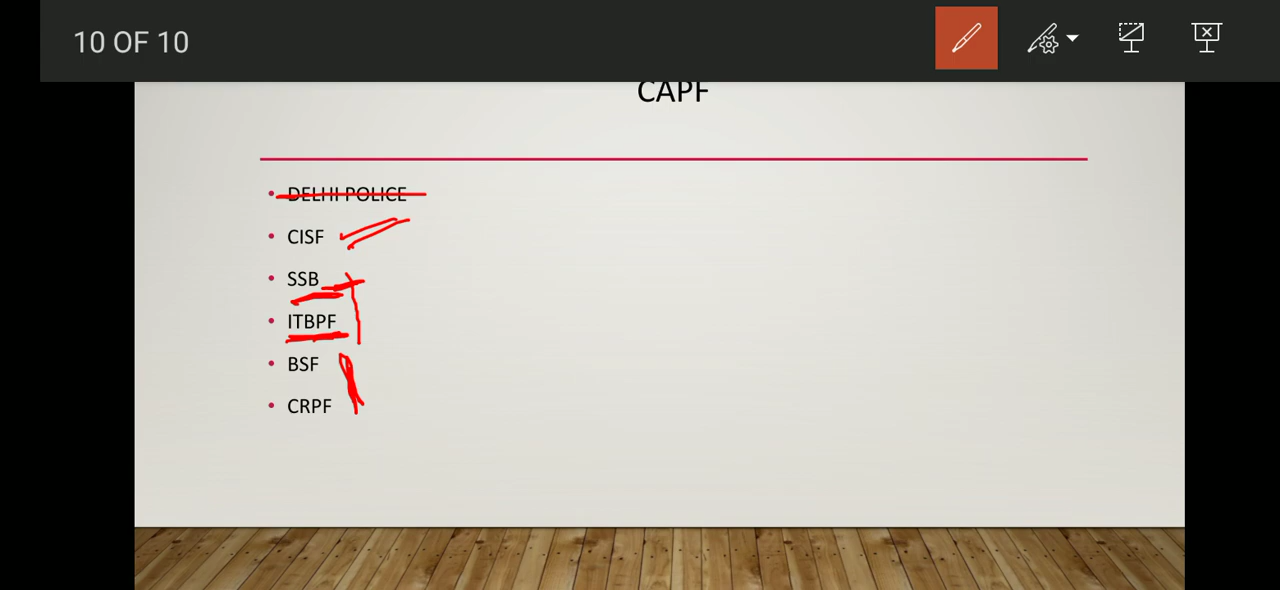 10 OF 10
CAPF
• DELHI POLICE
• CISF
• SSB
• ITBPF
• BSF
• CRPF